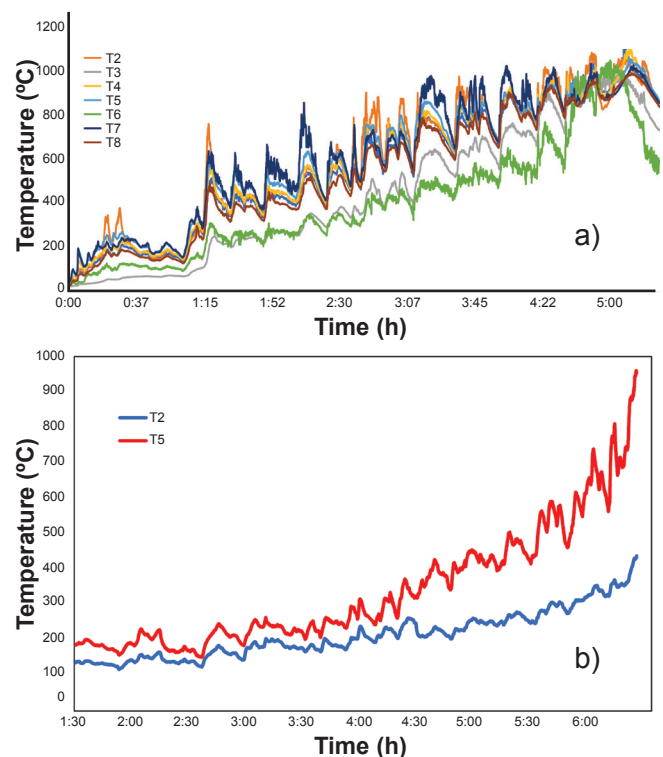 1200
1000
800
600
400
200
0
Temperature (ºC)
T2
T3
T4
T5
T6
T7
T8
a)
0:00 0:37 1:15 1:52 2:30 3:07 3:45 4:22 5:00
Time (h)
1000
900
800
700
600
500
400
300
200
100
0
Temperature (ºC)
T2
T5
b)
1:30 2:00 2:30 3:00 3:30 4:00 4:30 5:00 5:30 6:00
Time (h)